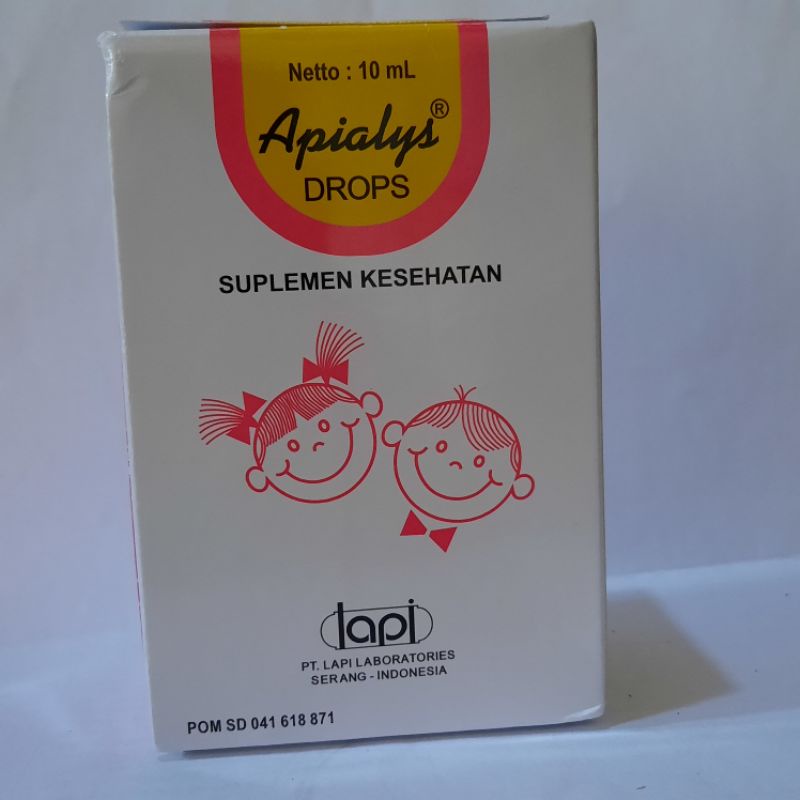 Netto : 10 mL
Apialys®
DROPS
SUPLEMEN KESEHATAN
lapi
PT. LAPI LABORATORIES
SERANG - INDONESIA
POM SD 041 618 871